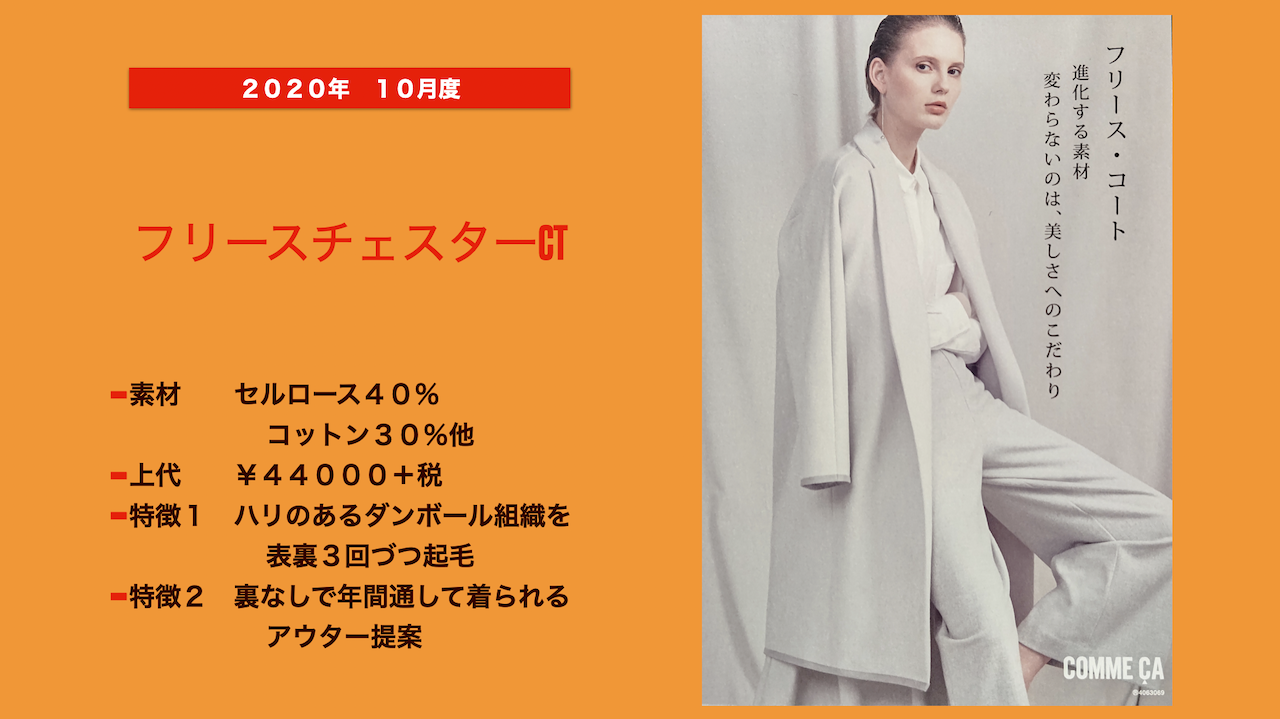 ２０２０年　１０月度
フリースチェスターCT
素材　　セルロース４０％
コットン３０％他
上代　　￥４４０００＋税
特徴１　ハリのあるダンボール組織を
表裏３回づつ起毛
特徴２　裏なしで年間通して着られる
アウター提案
フリース・コート
進化する素材
変わらないのは、美しさへのこだわり
COMME ÇA